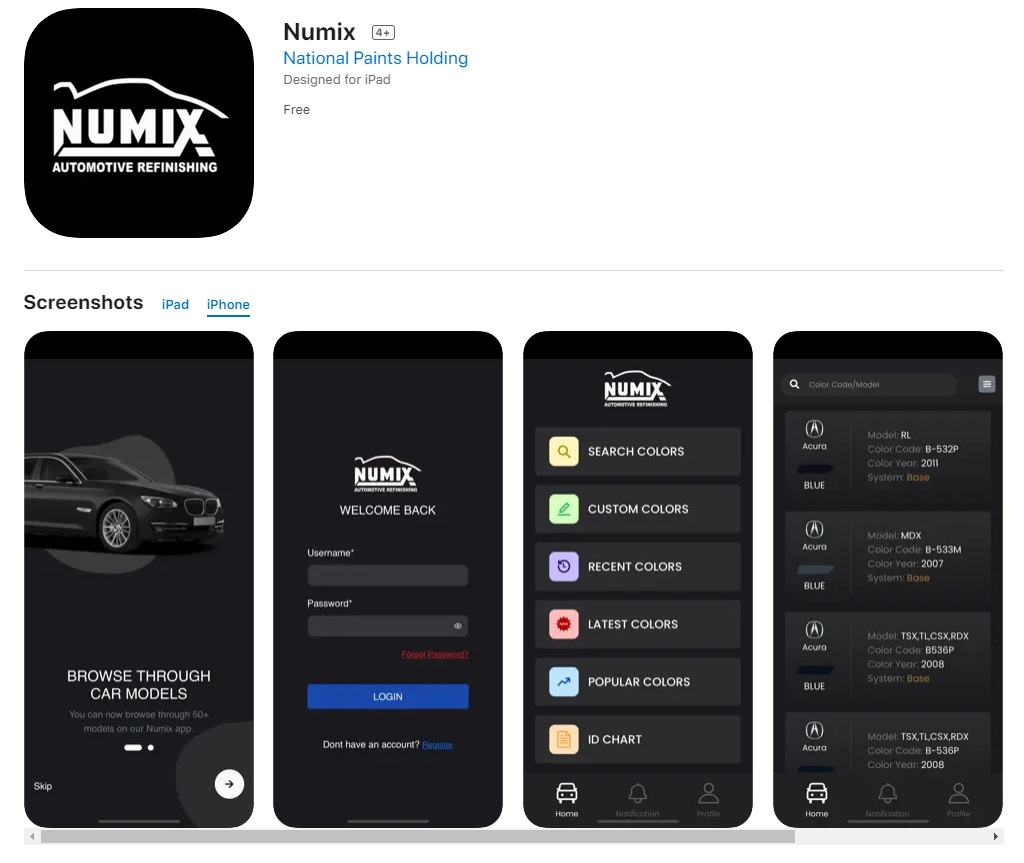 NUMIX
AUTOMOTIVE REFINISHING
Numix 4+
National Paints Holding
Designed for iPad
Free
Screenshots iPad iPhone
BROWSE THROUGH
CAR MODELS
You can now browse through 50+
models on our Numix app.
Skip
NUMIX
AUTOMOTIVE REFINISHING
WELCOME BACK
Username*
Password*
Forgot Password?
LOGIN
Dont have an account? Register
NUMIX
AUTOMOTIVE REFINISHING
SEARCH COLORS
CUSTOM COLORS
RECENT COLORS
NEW
LATEST COLORS
POPULAR COLORS
ID CHART
Home Notification Profile
Color Code/Model
Acura
BLUE
Model: RL
Color Code: B-532P
Color Year: 2011
System: Base
Acura
BLUE
Model: MDX
Color Code: B-533M
Color Year: 2007
System: Base
Acura
BLUE
Model: TSX,TL,CSX,RDX
Color Code: B536P
Color Year: 2008
System: Base
Acura
Model: TSX,TL,CSX,RDX
Color Code: B-536P
Color Year: 2008
Home Notification Profile